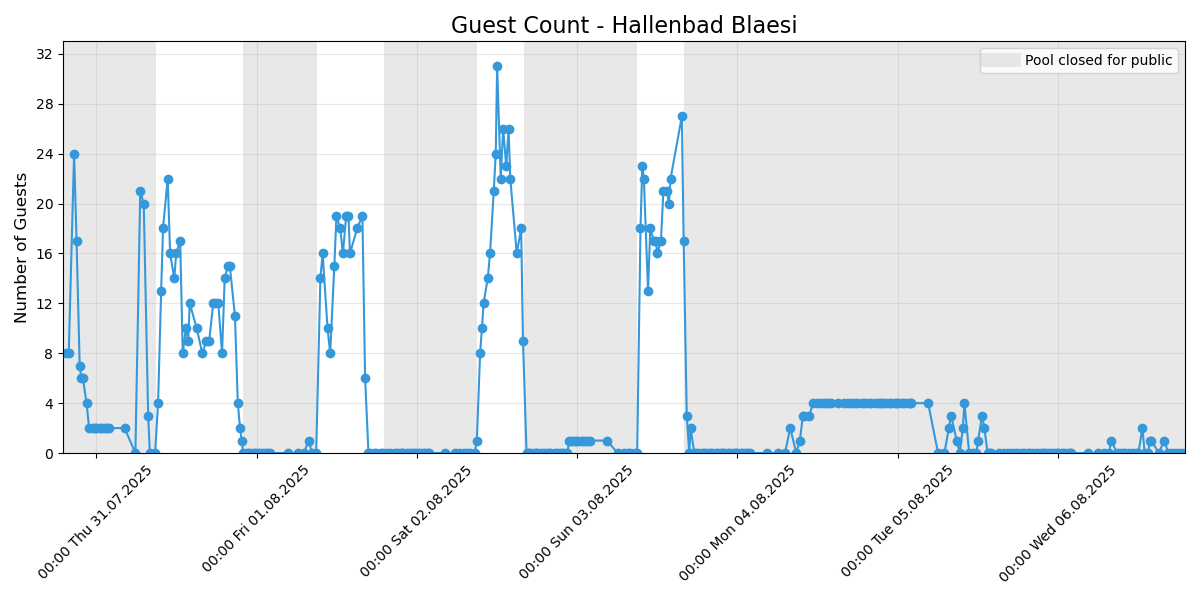 Guest Count - Hallenbad Blaesi
Pool closed for public
Number of Guests
32
28
24
20
16
12
8
4
0
00:00 Thu 31.07.2025
00:00 Fri 01.08.2025
00:00 Sat 02.08.2025
00:00 Sun 03.08.2025
00:00 Mon 04.08.2025
00:00 Tue 05.08.2025
00:00 Wed 06.08.2025